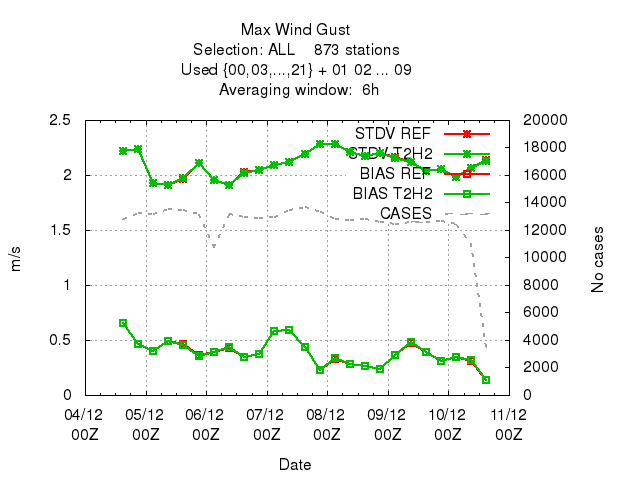 Max Wind Gust
Selection: ALL 873 stations
Used {00,03,...,21} + 01 02 ... 09
Averaging window: 6h
2.5
2
1.5
1
0.5
0
m/s
20000
18000
16000
14000
12000
10000
8000
6000
4000
2000
0
No cases
STDV REF
STDV T2H2
BIAS REF
BIAS T2H2
CASES
04/12 05/12 06/12 07/12 08/12 09/12 10/12 11/12
00Z 00Z 00Z 00Z 00Z 00Z 00Z 00Z
Date